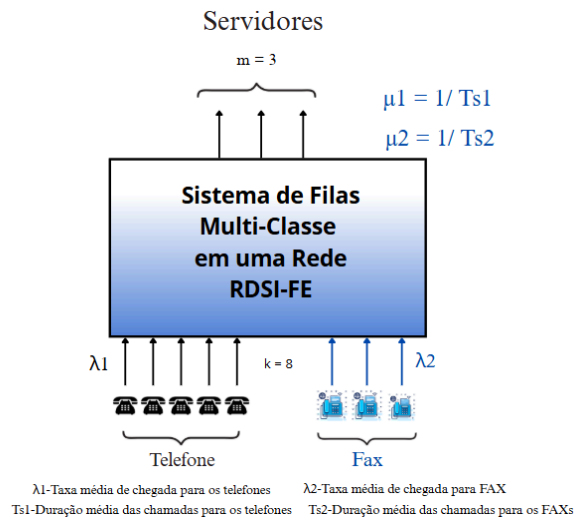 Servidores
m = 3
μ1 = 1/ Ts1
μ2 = 1/ Ts2
Sistema de Filas
Multi-Classe
em uma Rede
RDSI-FE
λ1
k = 8
λ2
Telefone
Fax
λ1-Taxa média de chegada para os telefones
λ2-Taxa média de chegada para FAX
Ts1-Duração média das chamadas para os telefones
Ts2-Duração média das chamadas para os FAXs